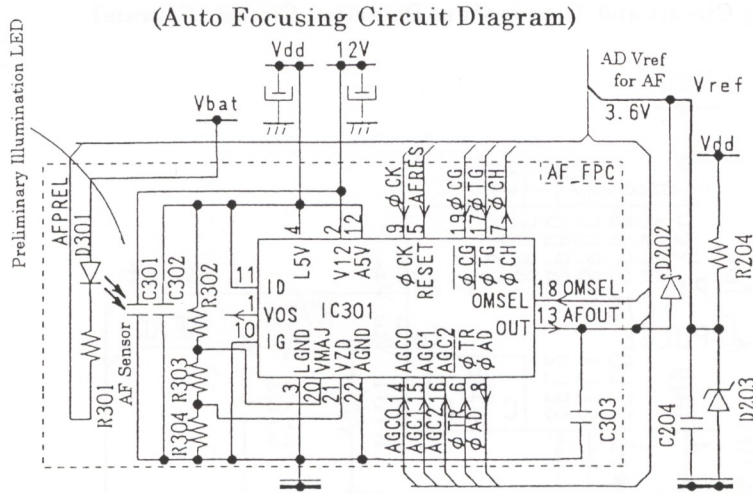 (Auto Focusing Circuit Diagram)
Vdd 12V
AD Vref
for AF
Vref
3.6V
Vbat
Vdd
Preliminary Illumination LED
AFPREL
D301
R301
AF Sensor
C301
C302
R302
R303
R304
AF_FPC
φCK
AFRES
φCG
φTG
φCH
9
5
19
17
7
4
2
12
L5V
V12
A5V
φCK
RESET
φCG
φTG
φCH
11
ID
1
VOS
10
IG
IC301
OMSEL
18 OMSEL
OUT
13 AFOUT
LGND
VMAJ
VZD
AGND
AGC0
AGC1
AGC2
φTR
φAD
3
20
21
22
14
15
16
6
8
AGC0
AGC1
AGC2
φTR
φAD
C303
D202
R204
C204
D203